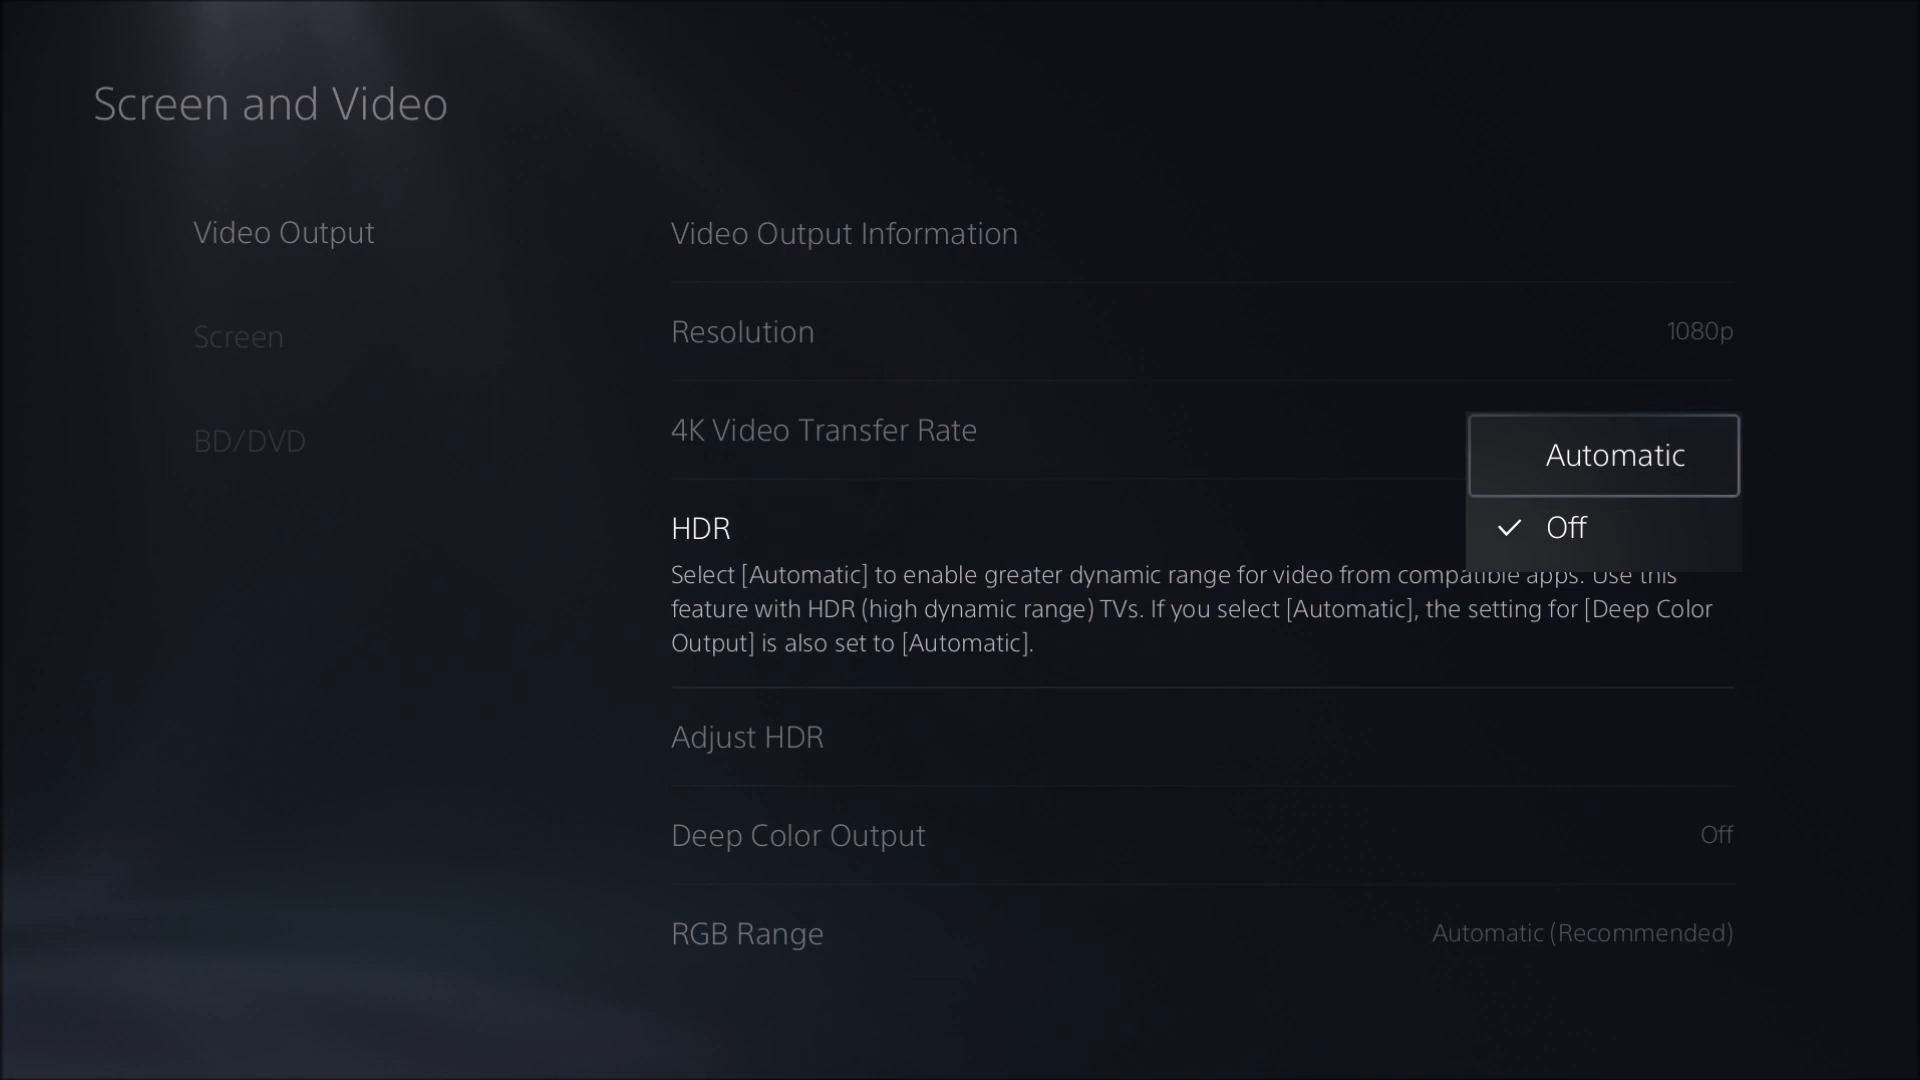 Screen and Video
Video Output
Screen
BD/DVD
Video Output Information
Resolution 1080p
4K Video Transfer Rate
Automatic
Off
HDR
Select [Automatic] to enable greater dynamic range for video from compatible apps. Use this
feature with HDR (high dynamic range) TVs. If you select [Automatic], the setting for [Deep Color
Output] is also set to [Automatic].
Adjust HDR
Deep Color Output Off
RGB Range Automatic (Recommended)